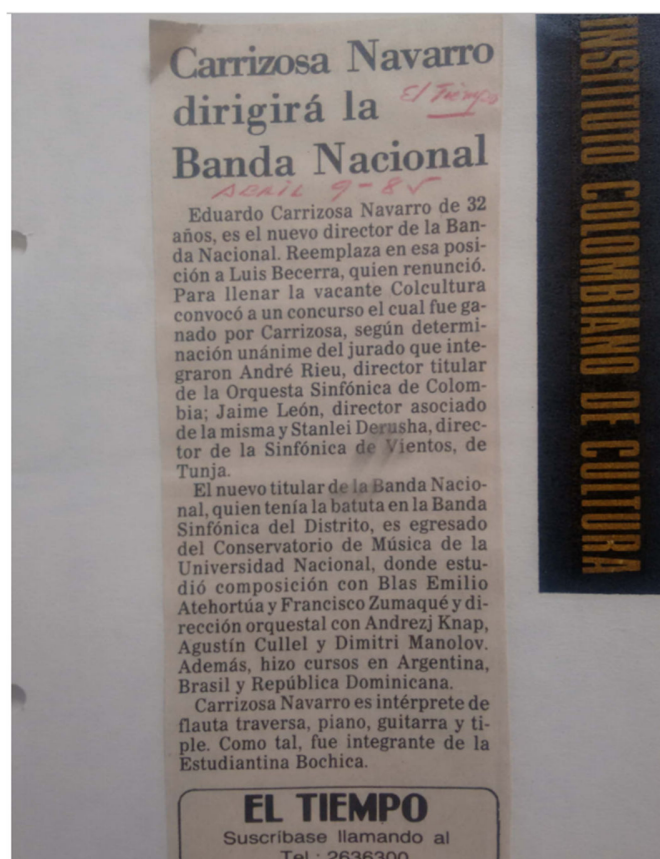 Carrizosa Navarro
dirigirá la
El Tiempo
Banda Nacional
ABRIL 9-85
Eduardo Carrizosa Navarro de 32
años, es el nuevo director de la Ban-
da Nacional. Reemplaza en esa posi-
ción a Luis Becerra, quien renunció.
Para llenar la vacante Colcultura
convocó a un concurso el cual fue ga-
nado por Carrizosa, según determi-
nación unánime del jurado que inte-
graron André Rieu, director titular
de la Orquesta Sinfónica de Colom-
bia; Jaime León, director asociado
de la misma y Stanlei Derusha, direc-
tor de la Sinfónica de Vientos, de
Tunja.
El nuevo titular de la Banda Nacio-
nal, quien tenía la batuta en la Banda
Sinfónica del Distrito, es egresado
del Conservatorio de Música de la
Universidad Nacional, donde estu-
dió composición con Blas Emilio
Atehortúa y Francisco Zumaqué y di-
rección orquestal con Andrezj Knap,
Agustín Cullel y Dimitri Manolov.
Además, hizo cursos en Argentina,
Brasil y República Dominicana.
Carrizosa Navarro es intérprete de
flauta traversa, piano, guitarra y ti-
ple. Como tal, fue integrante de la
Estudiantina Bochica.
EL TIEMPO
Suscríbase llamando al
Tel.: 2636300
INSTITUTO COLOMBIANO DE CULTURA